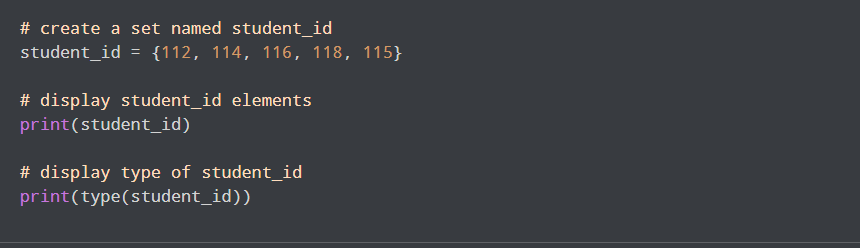 # create a set named student_id
student_id = {112, 114, 116, 118, 115}
# display student_id elements
print(student_id)
# display type of student_id
print(type(student_id))